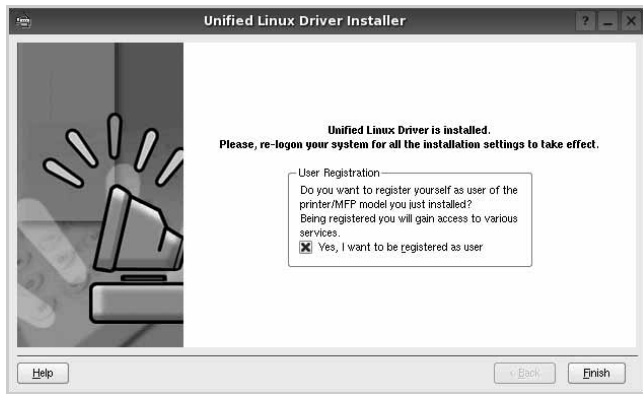 Unified Linux Driver Installer
Unified Linux Driver is installed.
Please, re-logon your system for all the installation settings to take effect.
User Registration
Do you want to register yourself as user of the
printer/MFP model you just installed?
Being registered you will gain access to various
services.
Yes, I want to be registered as user
Help
< Back
Finish